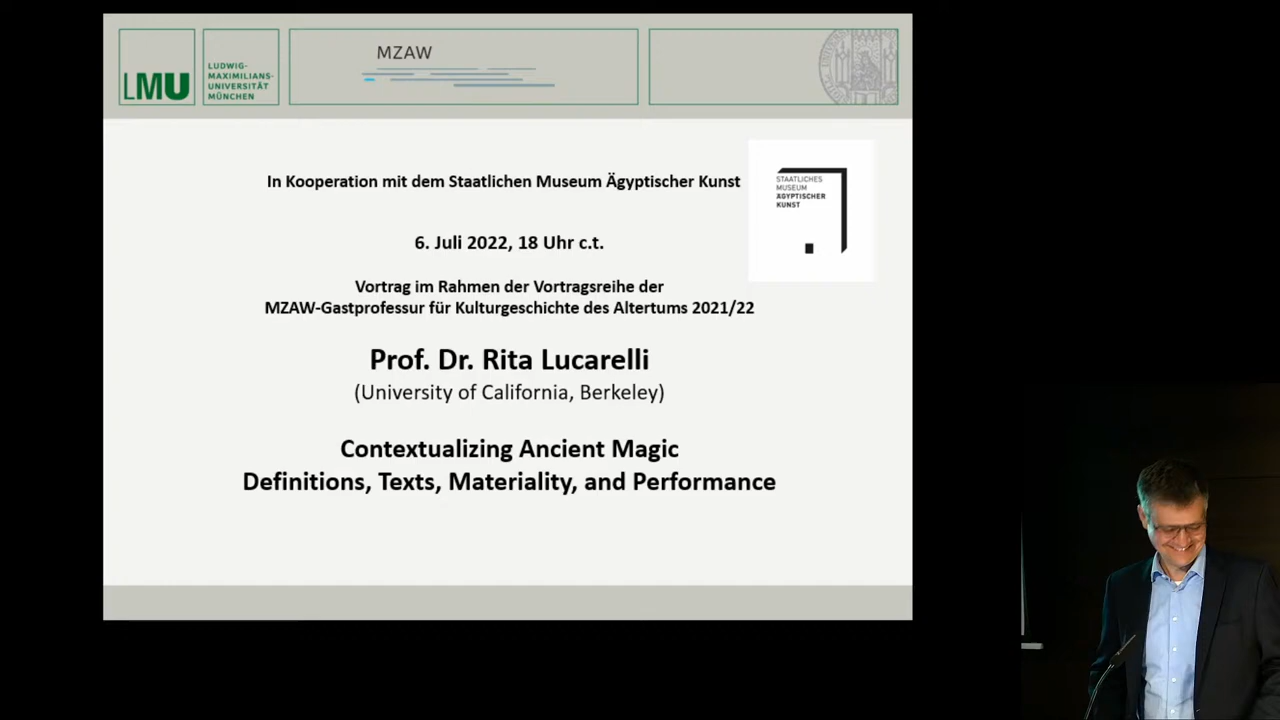 LMU
LUDWIG-
MAXIMILIANS-
UNIVERSITÄT
MÜNCHEN
MZAW
In Kooperation mit dem Staatlichen Museum Ägyptischer Kunst
STAATLICHES
MUSEUM
ÄGYPTISCHER
KUNST
6. Juli 2022, 18 Uhr c.t.
Vortrag im Rahmen der Vortragsreihe der
MZAW-Gastprofessur für Kulturgeschichte des Altertums 2021/22
Prof. Dr. Rita Lucarelli
(University of California, Berkeley)
Contextualizing Ancient Magic
Definitions, Texts, Materiality, and Performance